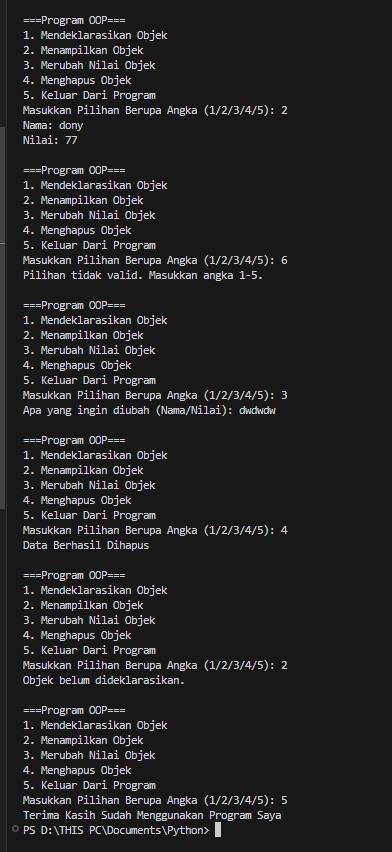 ===Program OOP===
1. Mendeklarasikan Objek
2. Menampilkan Objek
3. Merubah Nilai Objek
4. Menghapus Objek
5. Keluar Dari Program
Masukkan Pilihan Berupa Angka (1/2/3/4/5): 2
Nama: dony
Nilai: 77

===Program OOP===
1. Mendeklarasikan Objek
2. Menampilkan Objek
3. Merubah Nilai Objek
4. Menghapus Objek
5. Keluar Dari Program
Masukkan Pilihan Berupa Angka (1/2/3/4/5): 6
Pilihan tidak valid. Masukkan angka 1-5.

===Program OOP===
1. Mendeklarasikan Objek
2. Menampilkan Objek
3. Merubah Nilai Objek
4. Menghapus Objek
5. Keluar Dari Program
Masukkan Pilihan Berupa Angka (1/2/3/4/5): 3
Apa yang ingin diubah (Nama/Nilai): dwdwdw

===Program OOP===
1. Mendeklarasikan Objek
2. Menampilkan Objek
3. Merubah Nilai Objek
4. Menghapus Objek
5. Keluar Dari Program
Masukkan Pilihan Berupa Angka (1/2/3/4/5): 4
Data Berhasil Dihapus

===Program OOP===
1. Mendeklarasikan Objek
2. Menampilkan Objek
3. Merubah Nilai Objek
4. Menghapus Objek
5. Keluar Dari Program
Masukkan Pilihan Berupa Angka (1/2/3/4/5): 2
Objek belum dideklarasikan.

===Program OOP===
1. Mendeklarasikan Objek
2. Menampilkan Objek
3. Merubah Nilai Objek
4. Menghapus Objek
5. Keluar Dari Program
Masukkan Pilihan Berupa Angka (1/2/3/4/5): 5
Terima Kasih Sudah Menggunakan Program Saya
PS D:\THIS PC\Documents\Python>